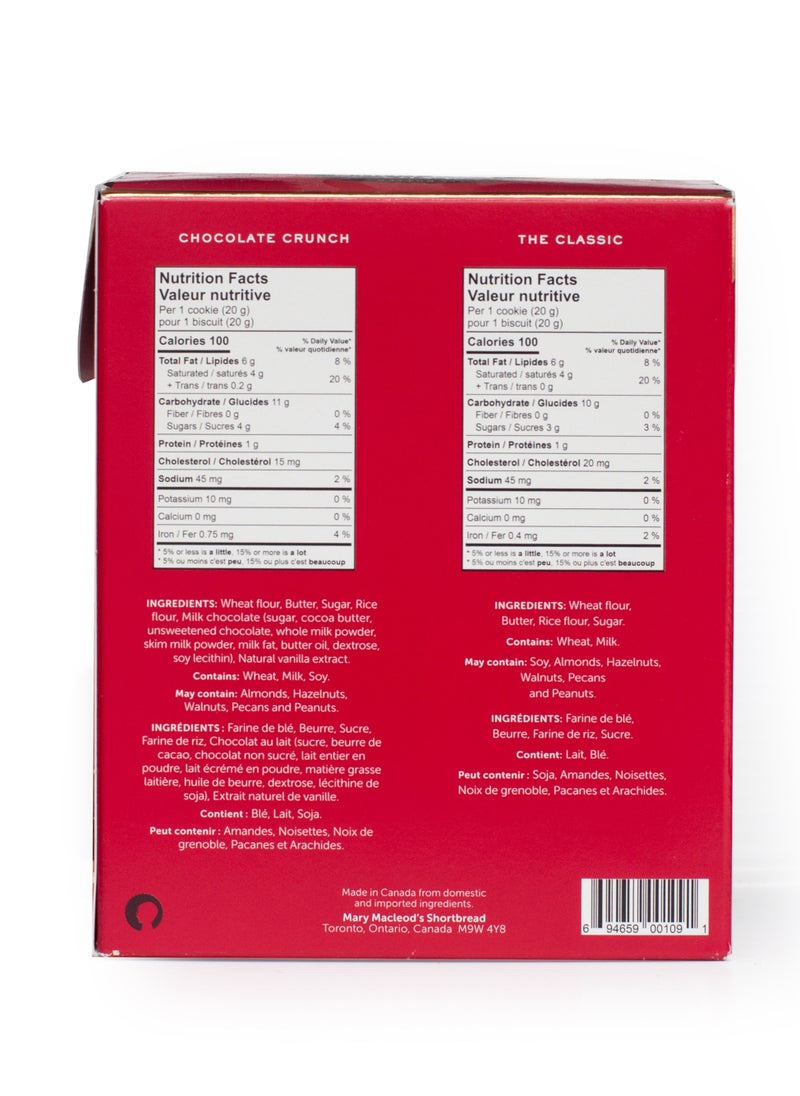 CHOCOLATE CRUNCH
Nutrition Facts
Valeur nutritive
Per 1 cookie (20 g)
pour 1 biscuit (20 g)
Calories 100
% Daily Value*
% valeur quotidienne*
Total Fat / Lipides 6 g 8 %
Saturated / saturés 4 g
+ Trans / trans 0.2 g
20 %
Carbohydrate / Glucides 11 g
Fiber / Fibres 0 g 0 %
Sugars / Sucres 4 g 4 %
Protein / Protéines 1 g
Cholesterol / Cholestérol 15 mg
Sodium 45 mg 2 %
Potassium 10 mg 0 %
Calcium 0 mg 0 %
Iron / Fer 0.75 mg 4 %
* 5% or less is a little, 15% or more is a lot
* 5% ou moins c'est peu, 15% ou plus c'est beaucoup
INGREDIENTS: Wheat flour, Butter, Sugar, Rice
flour, Milk chocolate (sugar, cocoa butter,
unsweetened chocolate, whole milk powder,
skim milk powder, milk fat, butter oil, dextrose,
soy lecithin), Natural vanilla extract.
Contains: Wheat, Milk, Soy.
May contain: Almonds, Hazelnuts,
Walnuts, Pecans and Peanuts.
INGRÉDIENTS : Farine de blé, Beurre, Sucre,
Farine de riz, Chocolat au lait (sucre, beurre de
cacao, chocolat non sucré, lait entier en
poudre, lait écrémé en poudre, matière grasse
laitière, huile de beurre, dextrose, lécithine de
soja), Extrait naturel de vanille.
Contient : Blé, Lait, Soja.
Peut contenir : Amandes, Noisettes, Noix de
grenoble, Pacanes et Arachides.
THE CLASSIC
Nutrition Facts
Valeur nutritive
Per 1 cookie (20 g)
pour 1 biscuit (20 g)
Calories 100
% Daily Value*
% valeur quotidienne*
Total Fat / Lipides 6 g 8 %
Saturated / saturés 4 g
+ Trans / trans 0 g
20 %
Carbohydrate / Glucides 10 g
Fiber / Fibres 0 g 0 %
Sugars / Sucres 3 g 3 %
Protein / Protéines 1 g
Cholesterol / Cholestérol 20 mg
Sodium 45 mg 2 %
Potassium 10 mg 0 %
Calcium 0 mg 0 %
Iron / Fer 0.4 mg 2 %
* 5% or less is a little, 15% or more is a lot
* 5% ou moins c'est peu, 15% ou plus c'est beaucoup
INGREDIENTS: Wheat flour,
Butter, Rice flour, Sugar.
Contains: Wheat, Milk.
May contain: Soy, Almonds, Hazelnuts,
Walnuts, Pecans
and Peanuts.
INGRÉDIENTS: Farine de blé,
Beurre, Farine de riz, Sucre.
Contient: Lait, Blé.
Peut contenir : Soja, Amandes, Noisettes,
Noix de grenoble, Pacanes et Arachides.
Made in Canada from domestic
and imported ingredients.
Mary Macleod's Shortbread
Toronto, Ontario, Canada M9W 4Y8
6 94659 00109 1